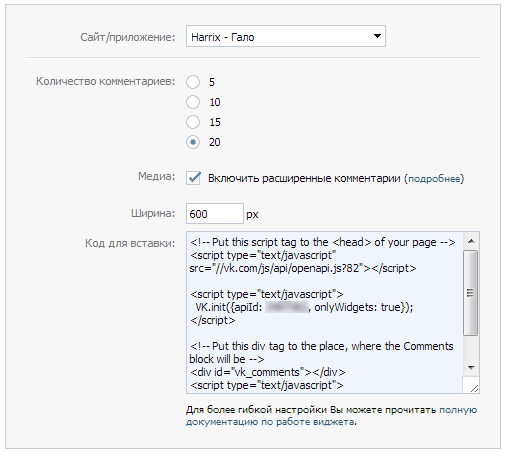 Сайт/приложение: Harrix - Гало
Количество комментариев: 5
10
15
20
Медиа: Включить расширенные комментарии (подробнее)
Ширина: 600 px
Код для вставки: <!-- Put this script tag to the <head> of your page -->
<script type="text/javascript"
src="//vk.com/js/api/openapi.js?82"></script>
<script type="text/javascript">
VK.init({apiId: , onlyWidgets: true});
</script>
<!-- Put this div tag to the place, where the Comments
block will be -->
<div id="vk_comments"></div>
<script type="text/javascript">
Для более гибкой настройки Вы можете прочитать полную
документацию по работе виджета.